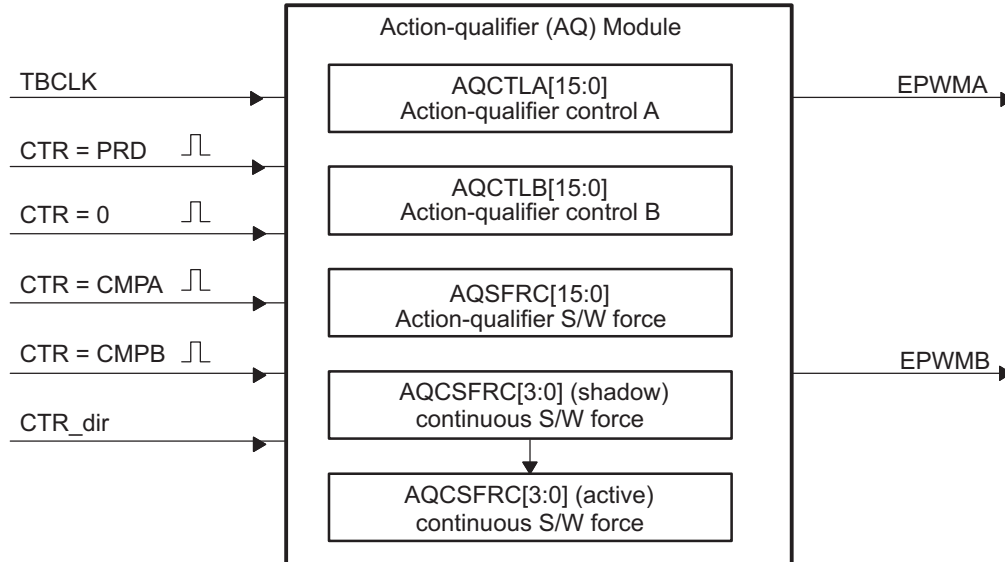 Action-qualifier (AQ) Module
TBCLK
AQCTLA[15:0]
Action-qualifier control A
EPWMA
CTR = PRD
AQCTLB[15:0]
Action-qualifier control B
CTR = 0
CTR = CMPA
AQSFRC[15:0]
Action-qualifier S/W force
CTR = CMPB
EPWMB
AQCSFRC[3:0] (shadow)
continuous S/W force
CTR_dir
AQCSFRC[3:0] (active)
continuous S/W force